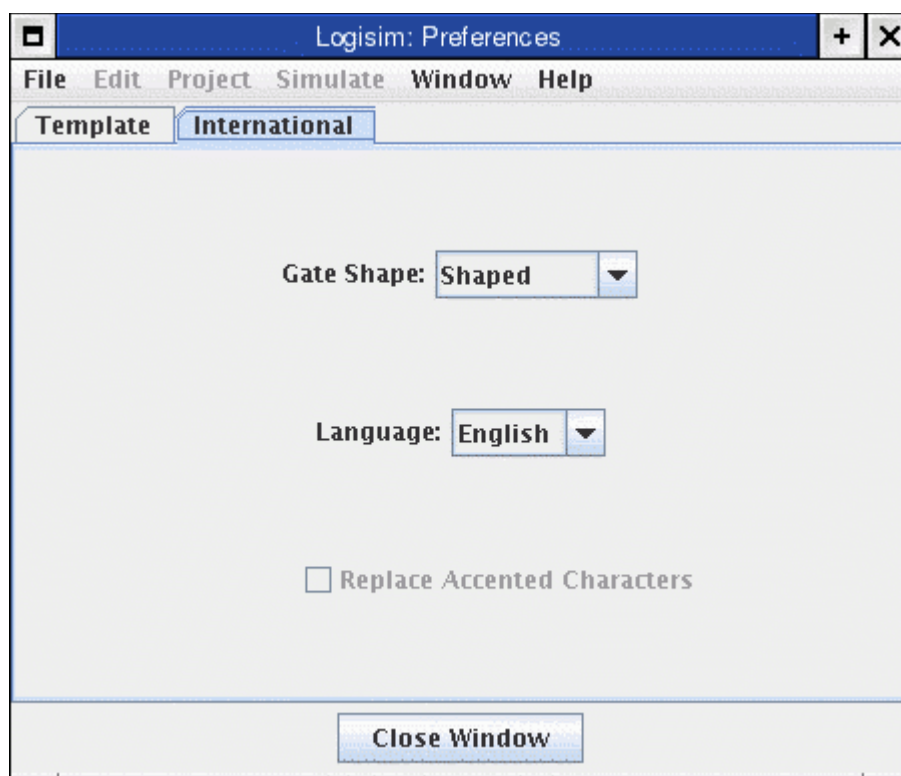 Logisim: Preferences
File Edit Project Simulate Window Help
Template International
Gate Shape: Shaped
Language: English
Replace Accented Characters
Close Window